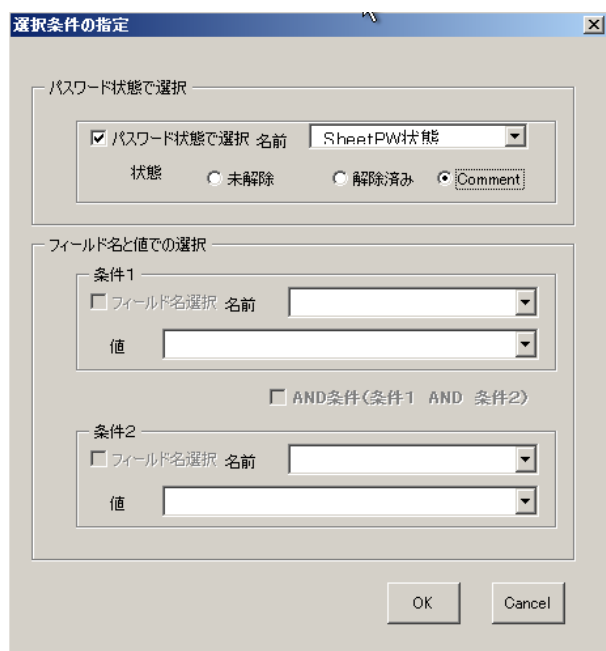 選択条件の指定
パスワード状態で選択
パスワード状態で選択 名前 SheetPW状態
状態 未解除 解除済み Comment
フィールド名と値での選択
条件1
フィールド名選択 名前
値
AND条件(条件1 AND 条件2)
条件2
フィールド名選択 名前
値
OK Cancel